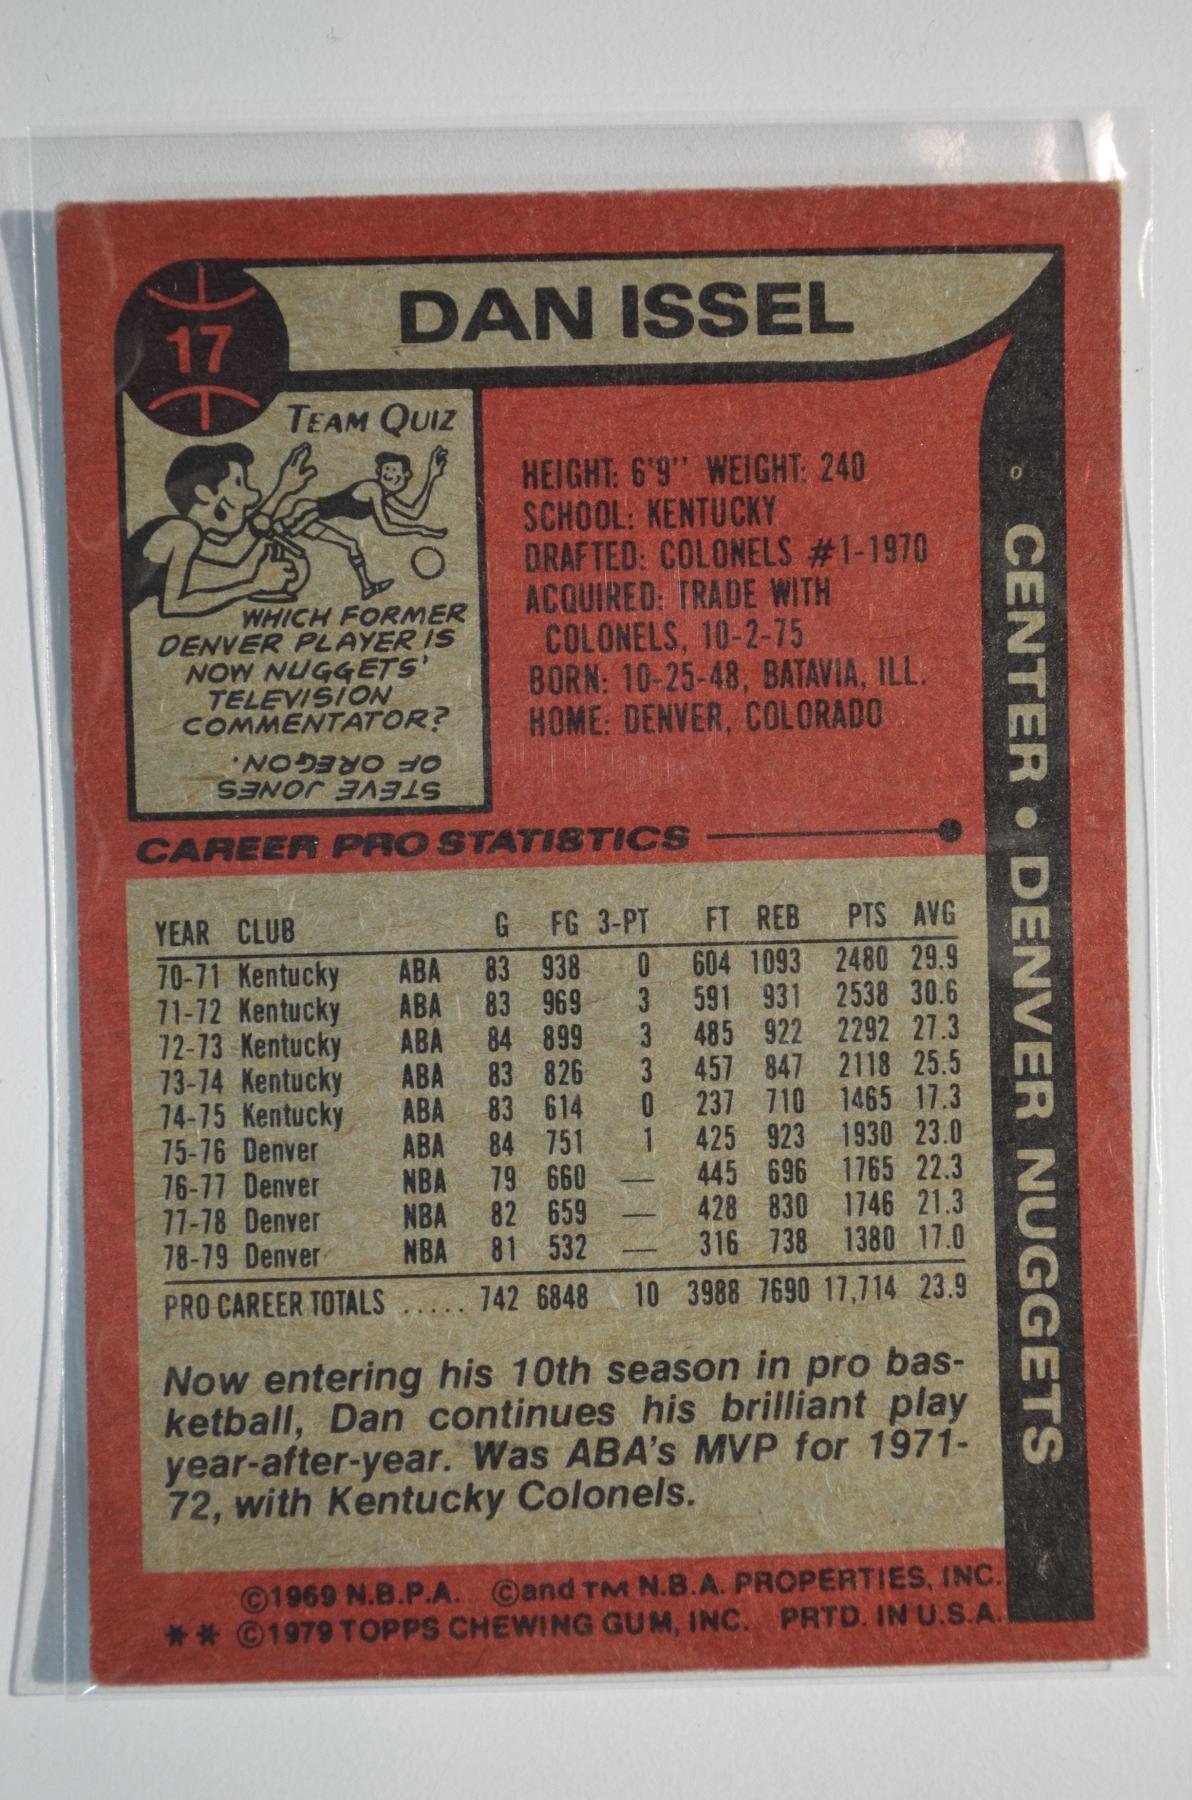 DAN ISSEL
17
TEAM QUIZ
WHICH FORMER
DENVER PLAYER IS
NOW NUGGETS'
TELEVISION
COMMENTATOR?
STEVE JONES
OF OREGON.
HEIGHT: 6'9" WEIGHT: 240
SCHOOL: KENTUCKY
DRAFTED: COLONELS #1-1970
ACQUIRED: TRADE WITH
COLONELS, 10-2-75
BORN: 10-25-48, BATAVIA, ILL.
HOME: DENVER, COLORADO
CENTER • DENVER NUGGETS
CAREER PRO STATISTICS
YEAR CLUB G FG 3-PT FT REB PTS AVG
70-71 Kentucky ABA 83 938 0 604 1093 2480 29.9
71-72 Kentucky ABA 83 969 3 591 931 2538 30.6
72-73 Kentucky ABA 84 899 3 485 922 2292 27.3
73-74 Kentucky ABA 83 826 3 457 847 2118 25.5
74-75 Kentucky ABA 83 614 0 237 710 1465 17.3
75-76 Denver ABA 84 751 1 425 923 1930 23.0
76-77 Denver NBA 79 660 — 445 696 1765 22.3
77-78 Denver NBA 82 659 — 428 830 1746 21.3
78-79 Denver NBA 81 532 — 316 738 1380 17.0
PRO CAREER TOTALS ..... 742 6848 10 3988 7690 17,714 23.9
Now entering his 10th season in pro bas-
ketball, Dan continues his brilliant play
year-after-year. Was ABA's MVP for 1971-
72, with Kentucky Colonels.
©1969 N.B.P.A. ©and TM N.B.A. PROPERTIES, INC.
** ©1979 TOPPS CHEWING GUM, INC. PRTD. IN U.S.A.